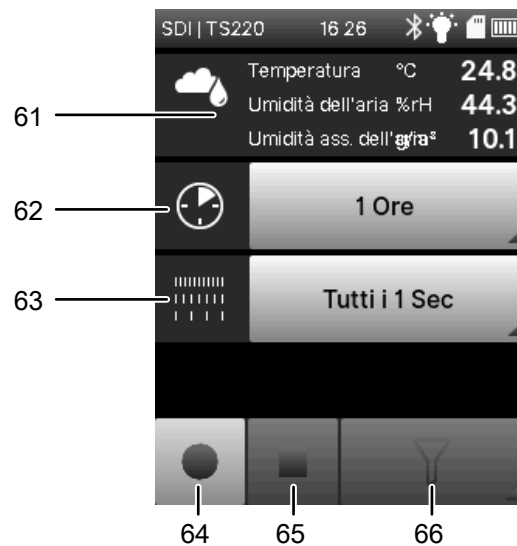 SDI | TS220 16 26
Temperatura °C 24.8
61
Umidità dell'aria %rH 44.3
Umidità ass. dell' 10.1
62
1 Ore
63
Tutti i 1 Sec
64 65 66